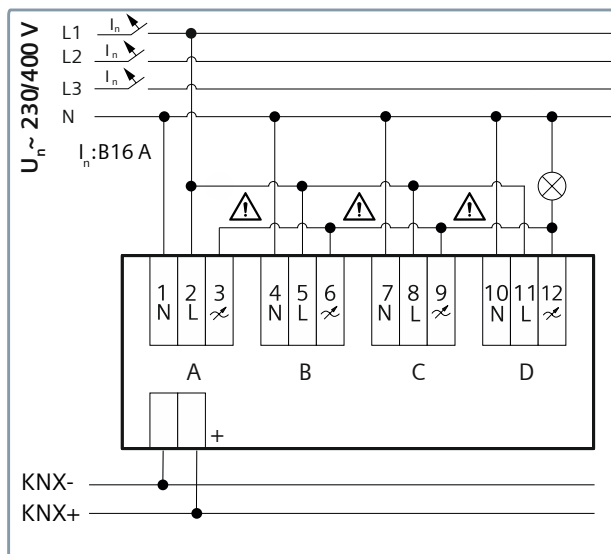 Uₙ ~ 230/400 V
L1 Iₙ
L2 Iₙ
L3 Iₙ
N
Iₙ:B16 A
1 2 3 4 5 6 7 8 9 10 11 12
N L N L N L N L
A B C D
+
KNX-
KNX+